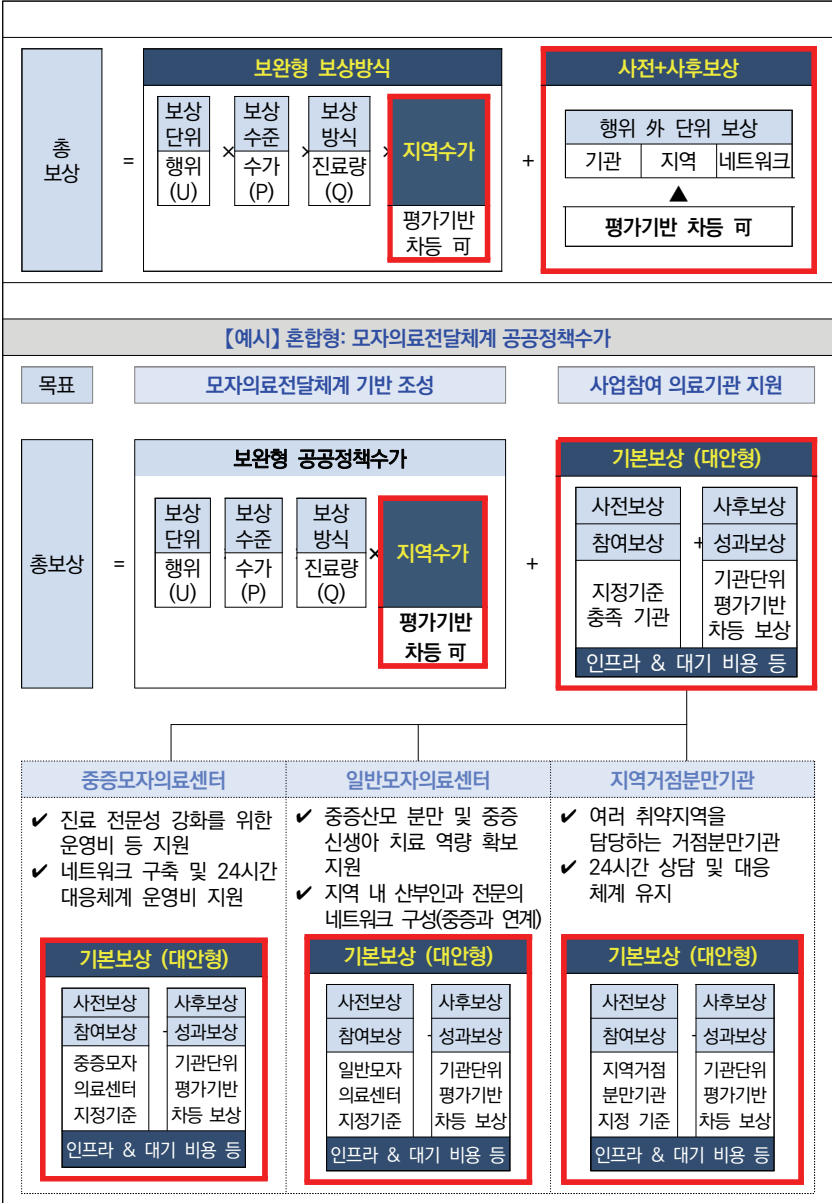 보완형 보상방식
사전+사후보상
총
보상
=
보상
단위
행위
(U)
×
보상
수준
수가
(P)
×
보상
방식
진료량
(Q)
×
지역수가
평가기반
차등 可
+
행위 外 단위 보상
기관 지역 네트워크
▲
평가기반 차등 可
【예시】 혼합형: 모자의료전달체계 공공정책수가
목표
모자의료전달체계 기반 조성
사업참여 의료기관 지원
총보상
=
보완형 공공정책수가
보상
단위
행위
(U)
보상
수준
수가
(P)
보상
방식
진료량
(Q)
×
지역수가
평가기반
차등 可
+
기본보상 (대안형)
사전보상
참여보상
지정기준
충족 기관
+
사후보상
성과보상
기관단위
평가기반
차등 보상
인프라 & 대기 비용 등
중증모자의료센터
✔ 진료 전문성 강화를 위한
운영비 등 지원
✔ 네트워크 구축 및 24시간
대응체계 운영비 지원
기본보상 (대안형)
사전보상
참여보상
중증모자
의료센터
지정기준
사후보상
성과보상
기관단위
평가기반
차등 보상
인프라 & 대기 비용 등
일반모자의료센터
✔ 중증산모 분만 및 중증
신생아 치료 역량 확보
지원
✔ 지역 내 산부인과 전문의
네트워크 구성(중증과 연계)
기본보상 (대안형)
사전보상
참여보상
일반모자
의료센터
지정기준
사후보상
성과보상
기관단위
평가기반
차등 보상
인프라 & 대기 비용 등
지역거점분만기관
✔ 여러 취약지역을
담당하는 거점분만기관
✔ 24시간 상담 및 대응
체계 유지
기본보상 (대안형)
사전보상
참여보상
지역거점
분만기관
지정 기준
사후보상
성과보상
기관단위
평가기반
차등 보상
인프라 & 대기 비용 등